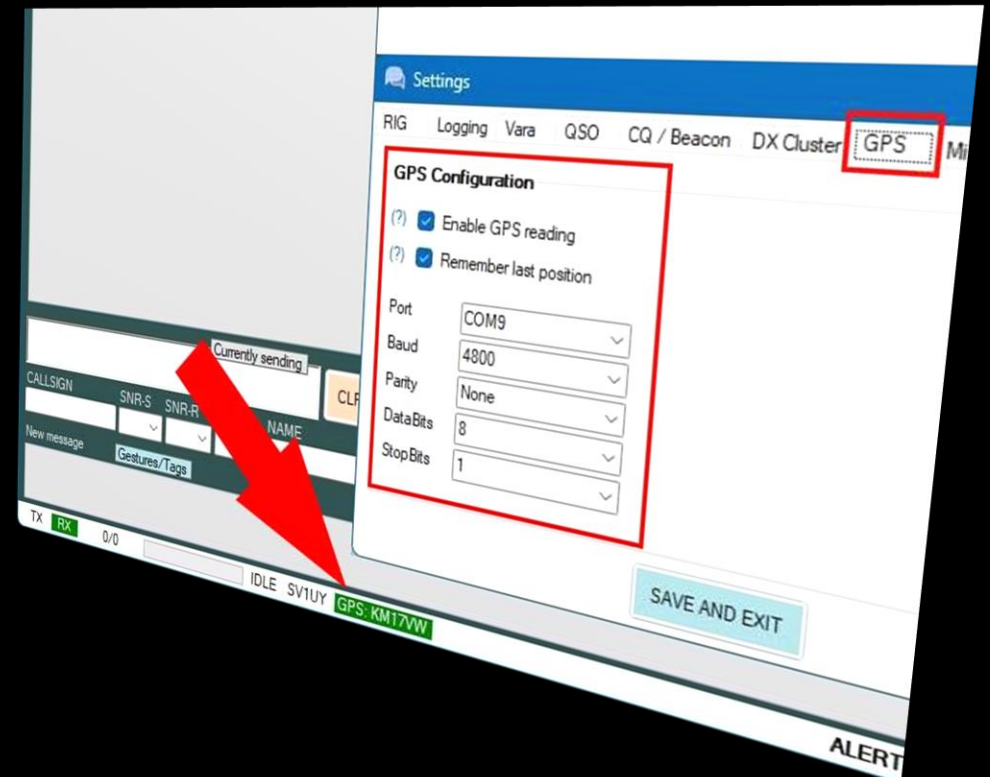 Settings
RIG Logging Vara QSO CQ / Beacon DX Cluster GPS Mi
GPS Configuration
(?) Enable GPS reading
(?) Remember last position
Port COM9
Baud 4800
Parity None
DataBits 8
StopBits 1
SAVE AND EXIT
Currently sending
CLR
CALLSIGN SNR-S SNR-R NAME
New message Gestures/Tags
TX RX 0/0 IDLE SV1UY GPS: KM17VW
ALERT